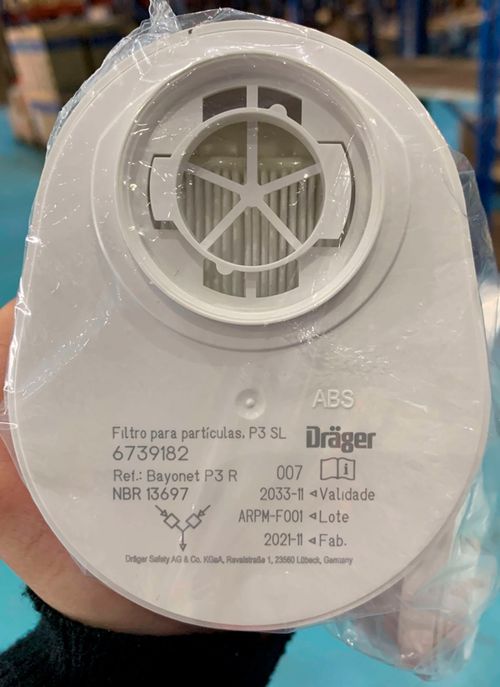 ABS
Filtro para partículas. P3 SL
Dräger
6739182
Ref.: Bayonet P3 R 007
NBR 13697 2033-11 ◄Validade
ARPM-F001 ◄Lote
2021-11 ◄Fab.
Dräger Safety AG & Co. KGaA, Revalstraße 1, 23560 Lübeck, Germany